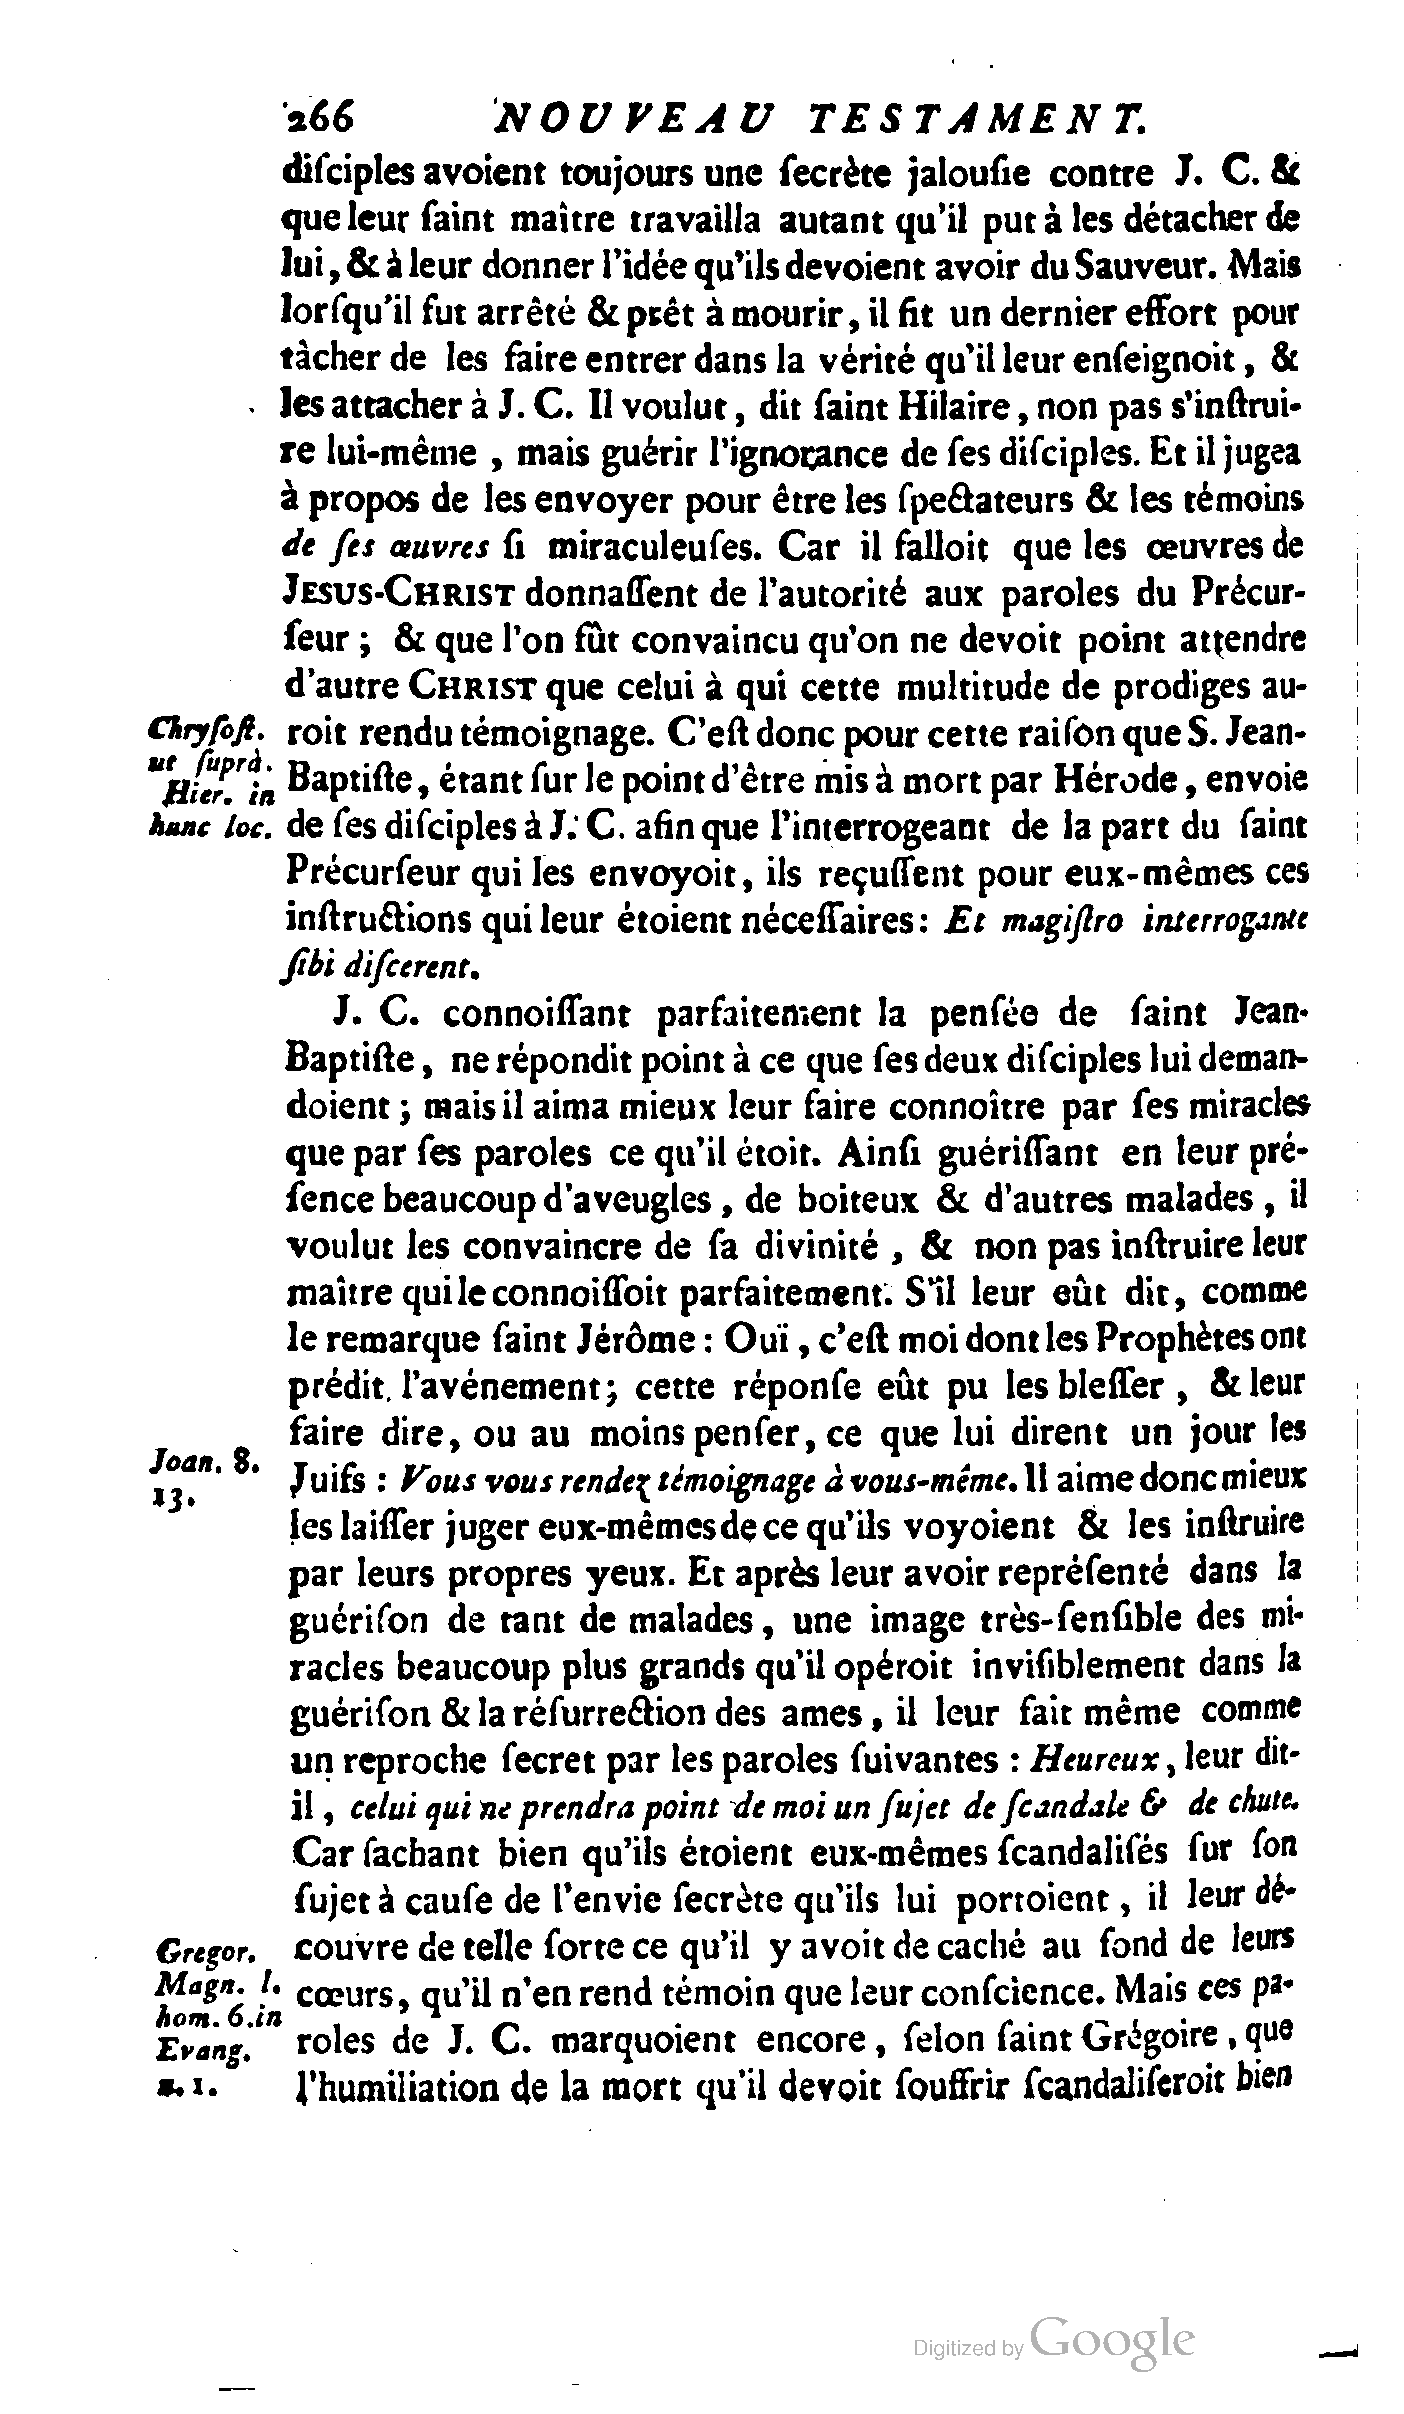 266 NOUVEAU TESTAMENT.
diſciples avoient toujours une ſecrète jalouſie contre J. C. &
que leur ſaint maître travailla autant qu'il put à les détacher de
lui, & à leur donner l'idée qu'ils devoient avoir du Sauveur. Mais
lorſqu'il fut arrêté & prêt à mourir, il fit un dernier effort pour
tâcher de les faire entrer dans la vérité qu'il leur enſeignoit, &
les attacher à J. C. Il voulut, dit ſaint Hilaire, non pas s'inſtrui-
re lui-même, mais guérir l'ignorance de ſes diſciples. Et il jugea
à propos de les envoyer pour être les ſpectateurs & les témoins
de ſes œuvres ſi miraculeuſes. Car il falloit que les œuvres de
JESUS-CHRIST donnaſſent de l'autorité aux paroles du Précur-
ſeur; & que l'on fût convaincu qu'on ne devoit point attendre
d'autre CHRIST que celui à qui cette multitude de prodiges au-
Chryſoſt. roit rendu témoignage. C'eſt donc pour cette raiſon que S. Jean-
ut ſuprà.
Hier. in Baptiſte, étant ſur le point d'être mis à mort par Hérode, envoie
hunc loc. de ſes diſciples à J. C. afin que l'interrogeant de la part du ſaint
Précurſeur qui les envoyoit, ils reçuſſent pour eux-mêmes ces
inſtructions qui leur étoient néceſſaires: Et magiſtro interrogante
ſibi diſcerent.
J. C. connoiſſant parfaitement la penſée de ſaint Jean-
Baptiſte, ne répondit point à ce que ſes deux diſciples lui deman-
doient; mais il aima mieux leur faire connoître par ſes miracles
que par ſes paroles ce qu'il étoit. Ainſi guériſſant en leur pré-
ſence beaucoup d'aveugles, de boiteux & d'autres malades, il
voulut les convaincre de ſa divinité, & non pas inſtruire leur
maître qui le connoiſſoit parfaitement. S'il leur eût dit, comme
le remarque ſaint Jérôme: Ouï, c'eſt moi dont les Prophètes ont
prédit l'avénement; cette réponſe eût pu les bleſſer, & leur
faire dire, ou au moins penſer, ce que lui dirent un jour les
Joan. 8. Juifs: Vous vous rendez témoignage à vous-même. Il aime donc mieux
13.
les laiſſer juger eux-mêmes de ce qu'ils voyoient & les inſtruire
par leurs propres yeux. Et après leur avoir repréſenté dans la
guériſon de tant de malades, une image très-ſenſible des mi-
racles beaucoup plus grands qu'il opéroit inviſiblement dans la
guériſon & la réſurrection des ames, il leur fait même comme
un reproche ſecret par les paroles ſuivantes: Heureux, leur dit-
il, celui qui ne prendra point de moi un ſujet de ſcandale & de chute.
Car ſachant bien qu'ils étoient eux-mêmes ſcandaliſés ſur ſon
ſujet à cauſe de l'envie ſecrète qu'ils lui portoient, il leur dé-
Gregor. couvre de telle ſorte ce qu'il y avoit de caché au fond de leurs
Magn. l. cœurs, qu'il n'en rend témoin que leur conſcience. Mais ces pa-
hom. 6. in
Evang. roles de J. C. marquoient encore, ſelon ſaint Grégoire, que
n. 1. l'humiliation de la mort qu'il devoit ſouffrir ſcandaliſeroit bien
Digitized by Google